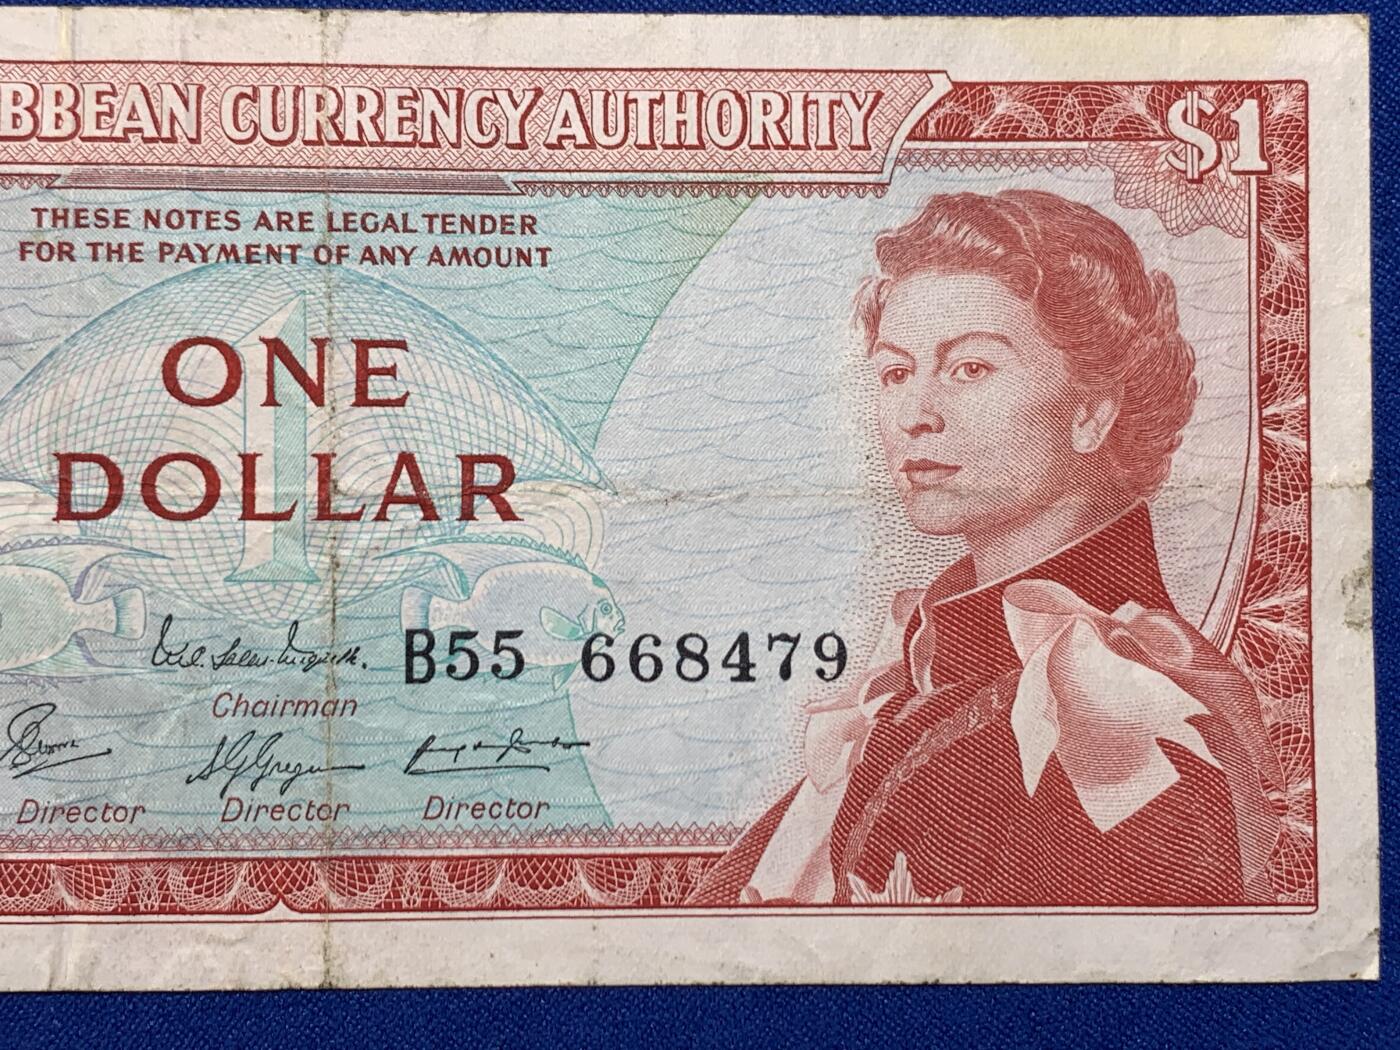 BBEAN CURRENCY AUTHORITY
$1
THESE NOTES ARE LEGAL TENDER
FOR THE PAYMENT OF ANY AMOUNT
1
ONE
DOLLAR
B55 668479
Chairman
Director Director Director